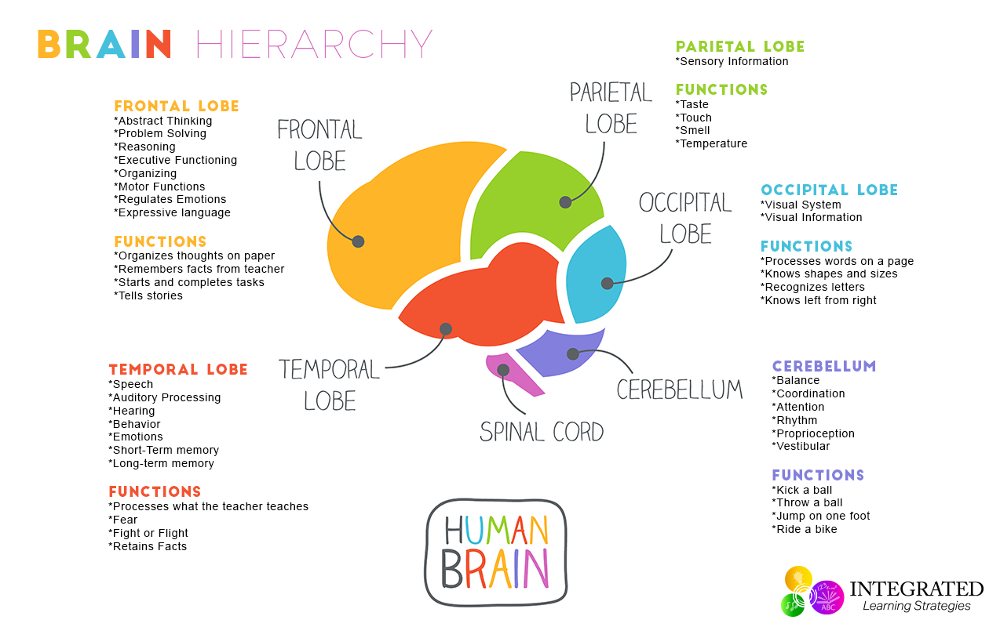 BRAIN HIERARCHY
FRONTAL LOBE
*Abstract Thinking
*Problem Solving
*Reasoning
*Executive Functioning
*Organizing
*Motor Functions
*Regulates Emotions
*Expressive language
FUNCTIONS
*Organizes thoughts on paper
*Remembers facts from teacher
*Starts and completes tasks
*Tells stories
TEMPORAL LOBE
*Speech
*Auditory Processing
*Hearing
*Behavior
*Emotions
*Short-Term memory
*Long-term memory
FUNCTIONS
*Processes what the teacher teaches
*Fear
*Fight or Flight
*Retains Facts
FRONTAL
LOBE
PARIETAL
LOBE
OCCIPITAL
LOBE
TEMPORAL
LOBE
CEREBELLUM
SPINAL CORD
HUMAN
BRAIN
PARIETAL LOBE
*Sensory Information
FUNCTIONS
*Taste
*Touch
*Smell
*Temperature
OCCIPITAL LOBE
*Visual System
*Visual Information
FUNCTIONS
*Processes words on a page
*Knows shapes and sizes
*Recognizes letters
*Knows left from right
CEREBELLUM
*Balance
*Coordination
*Attention
*Rhythm
*Proprioception
*Vestibular
FUNCTIONS
*Kick a ball
*Throw a ball
*Jump on one foot
*Ride a bike
ABC
INTEGRATED
Learning Strategies